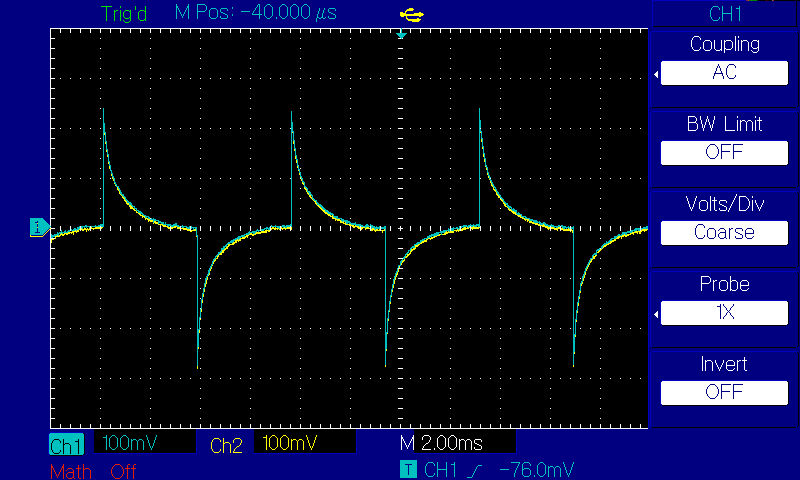 Trig'd M Pos: -40.000 μs CH1
Coupling
AC
BW Limit
OFF
Volts/Div
Coarse
Probe
1X
Invert
OFF
1
Ch1 100mV Ch2 100mV M 2.00ms
Math Off T CH1 -76.0mV